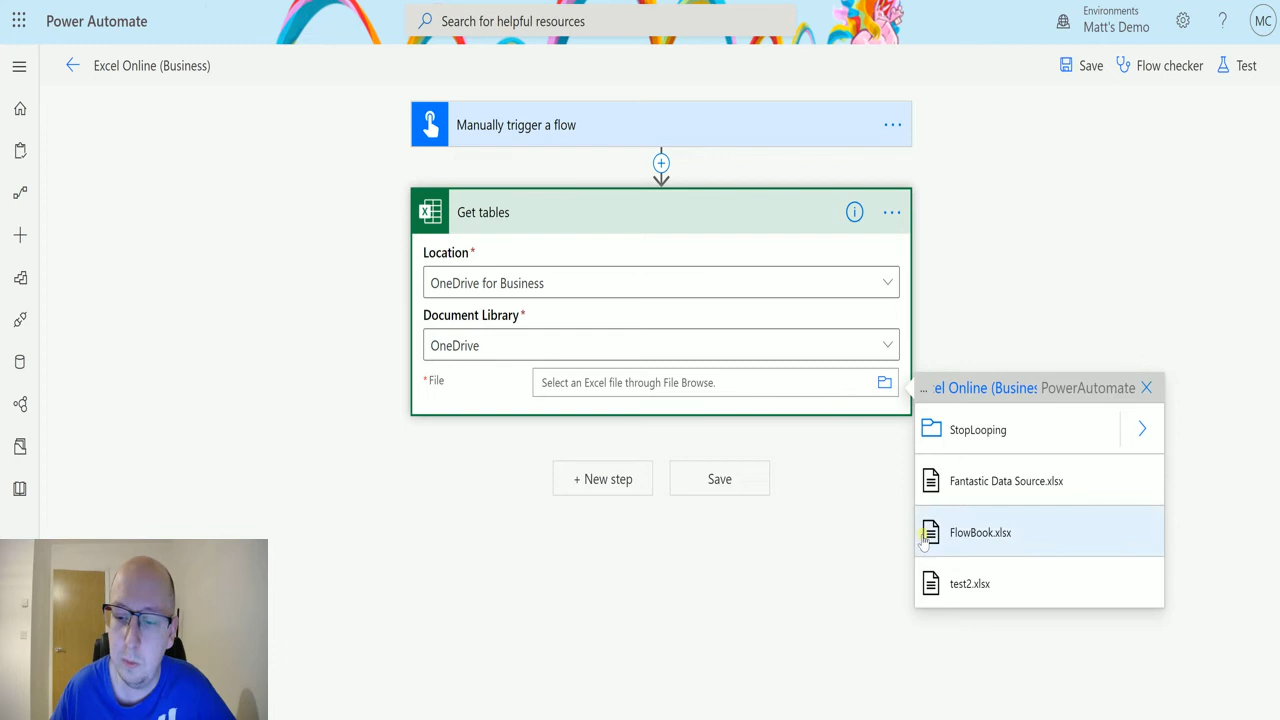 Power Automate
Search for helpful resources
Environments
Matt's Demo
MC
Excel Online (Business)
Save
Flow checker
Test
Manually trigger a flow
Get tables
Location *
OneDrive for Business
Document Library *
OneDrive
* File
Select an Excel file through File Browse.
... el Online (Busines PowerAutomate
StopLooping
Fantastic Data Source.xlsx
FlowBook.xlsx
test2.xlsx
+ New step
Save